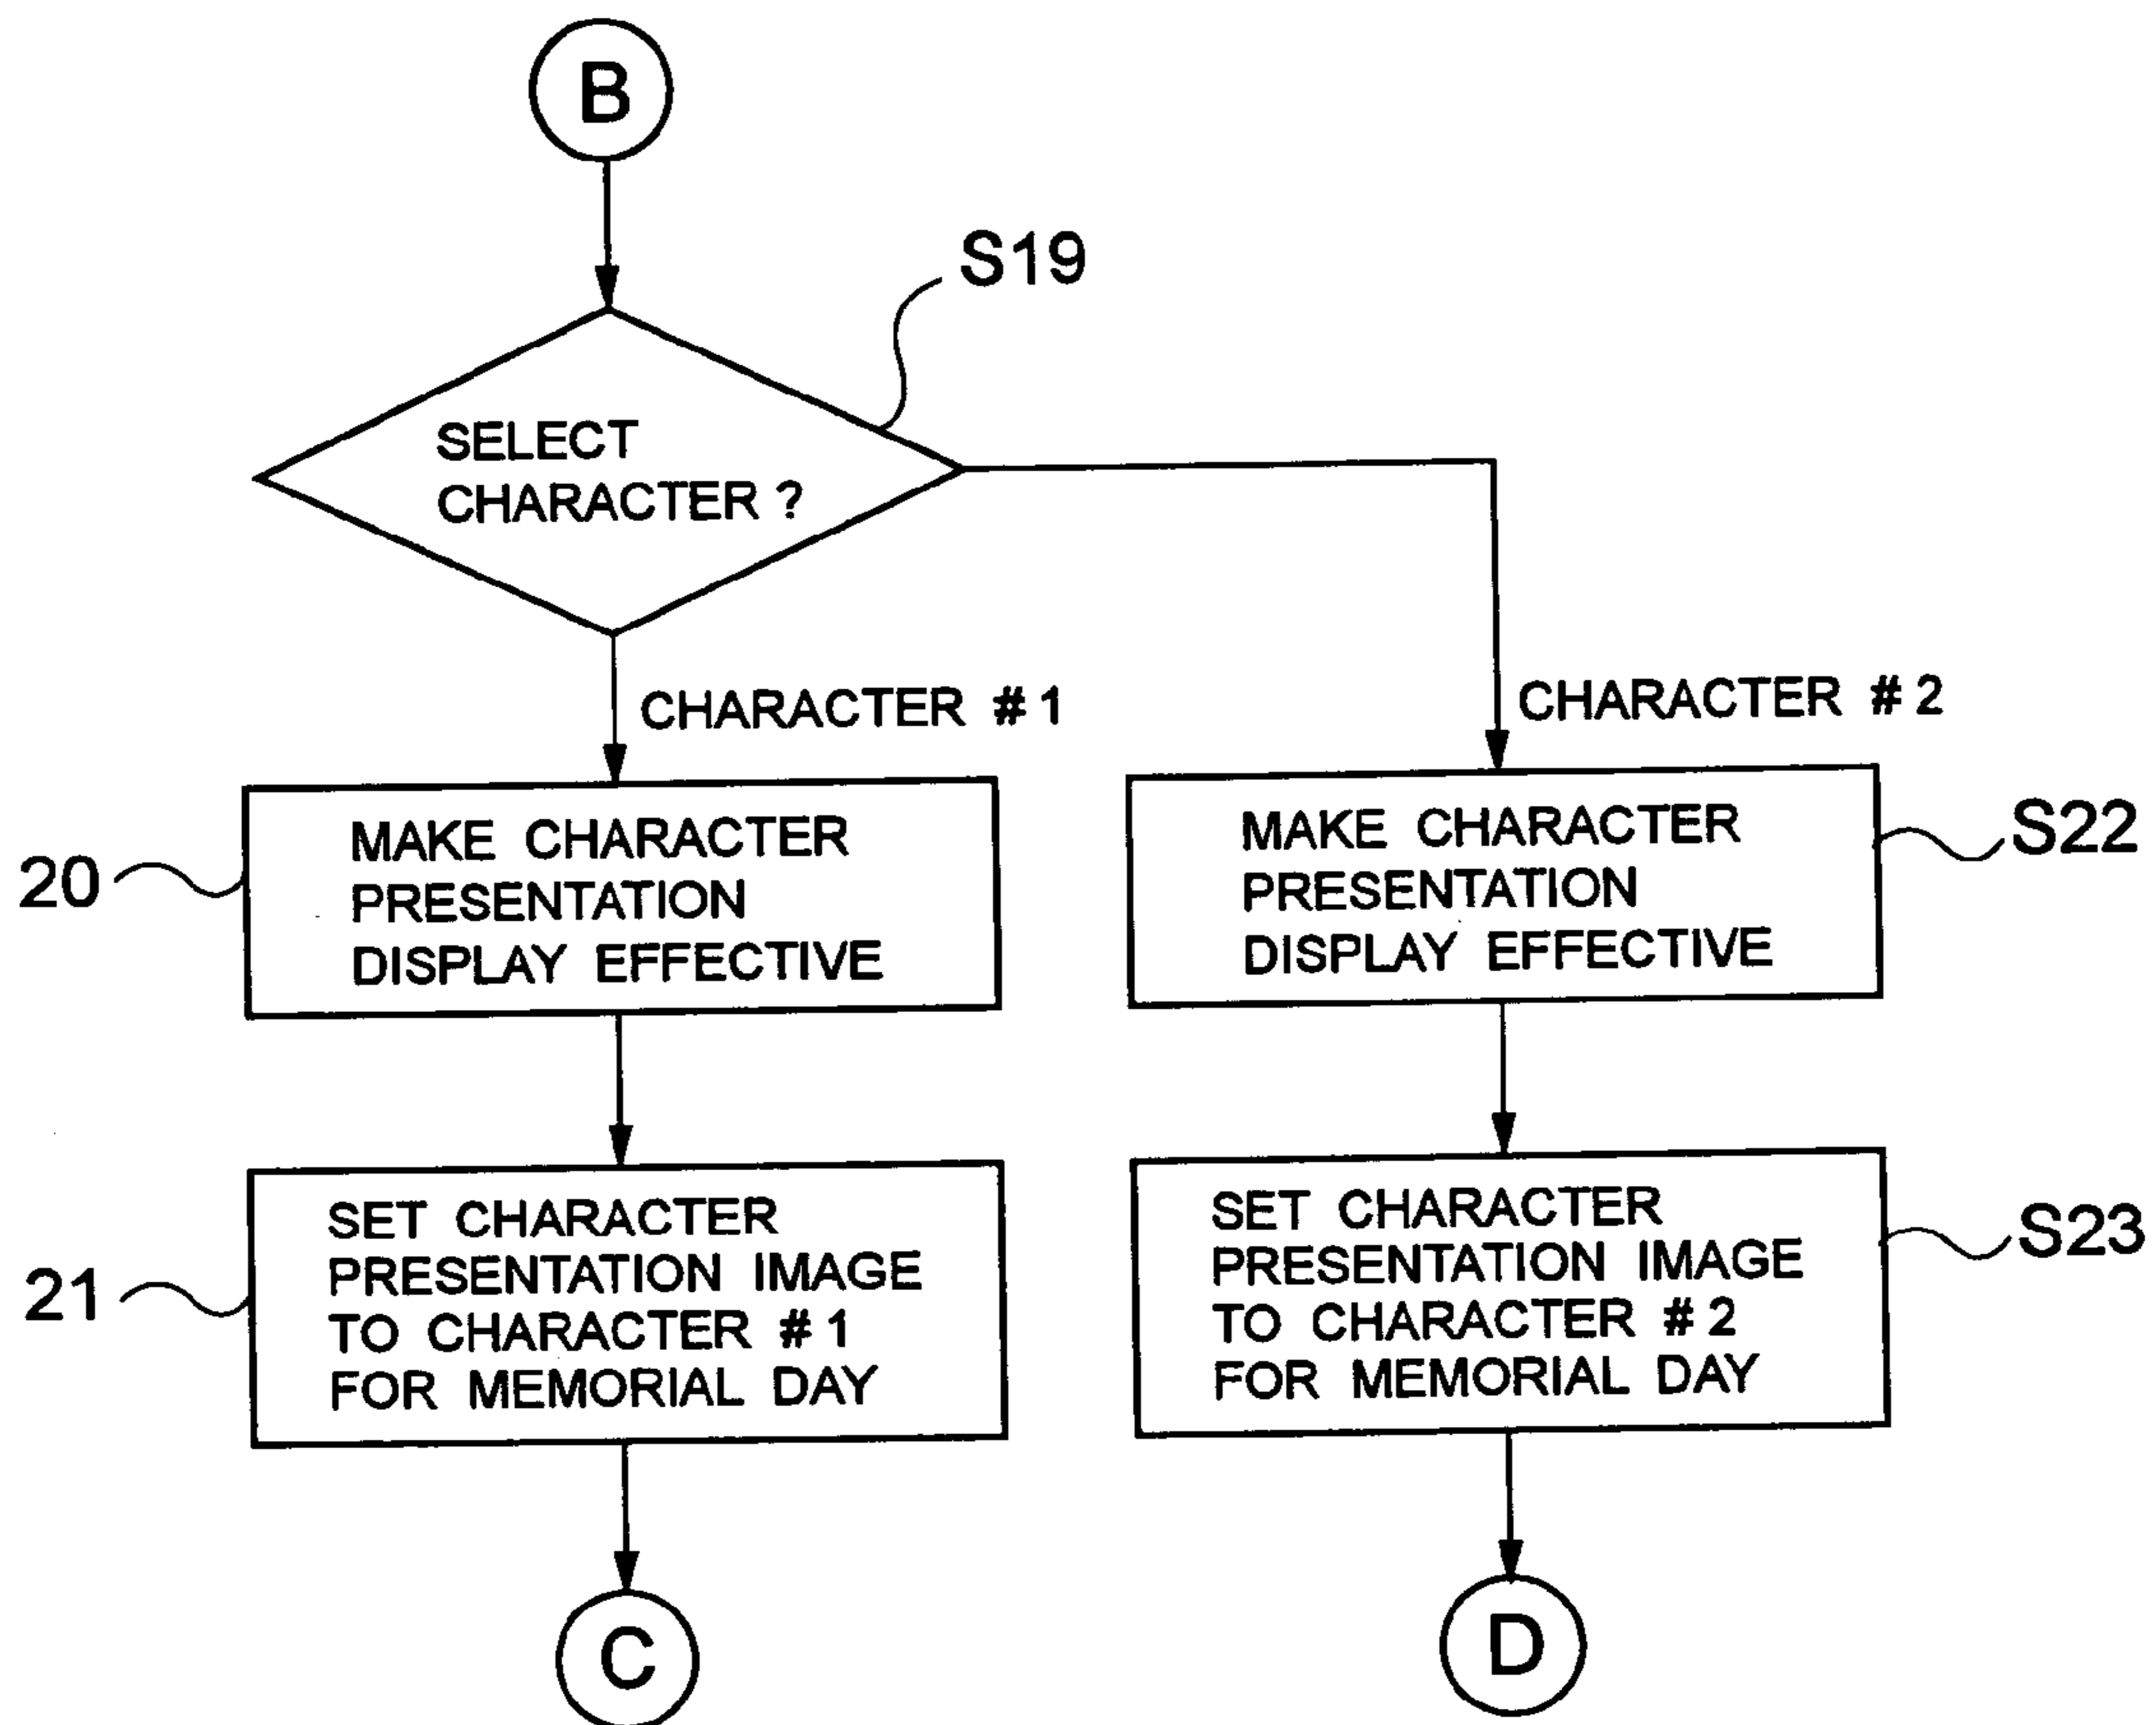 B
S19
SELECT
CHARACTER ?
CHARACTER # 1
CHARACTER # 2
20
MAKE CHARACTER
PRESENTATION
DISPLAY EFFECTIVE
MAKE CHARACTER
PRESENTATION
DISPLAY EFFECTIVE
S22
21
SET CHARACTER
PRESENTATION IMAGE
TO CHARACTER # 1
FOR MEMORIAL DAY
SET CHARACTER
PRESENTATION IMAGE
TO CHARACTER # 2
FOR MEMORIAL DAY
S23
C
D